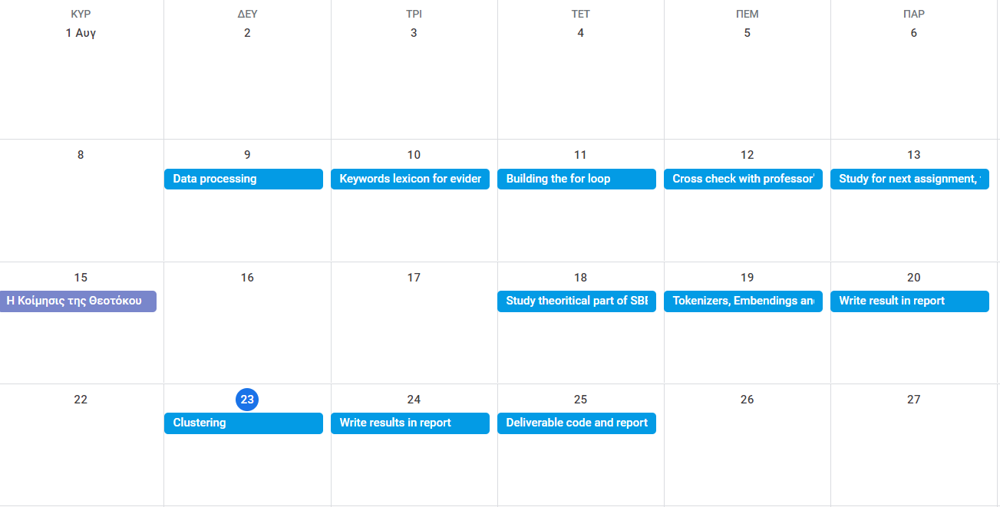 ΚΥΡ ΔΕΥ ΤΡΙ ΤΕΤ ΠΕΜ ΠΑΡ
1 Αυγ 2 3 4 5 6
8 9 10 11 12 13
Data processing Keywords lexicon for Building the for loop Cross check with professor' Study for next assignment,
15 16 17 18 19 20
Η Κοίμησις της Θεοτόκου Study theoritical part of Tokenizers, Embendings Write result in report
22 23 24 25 26 27
Clustering Write results in report Deliverable code and report